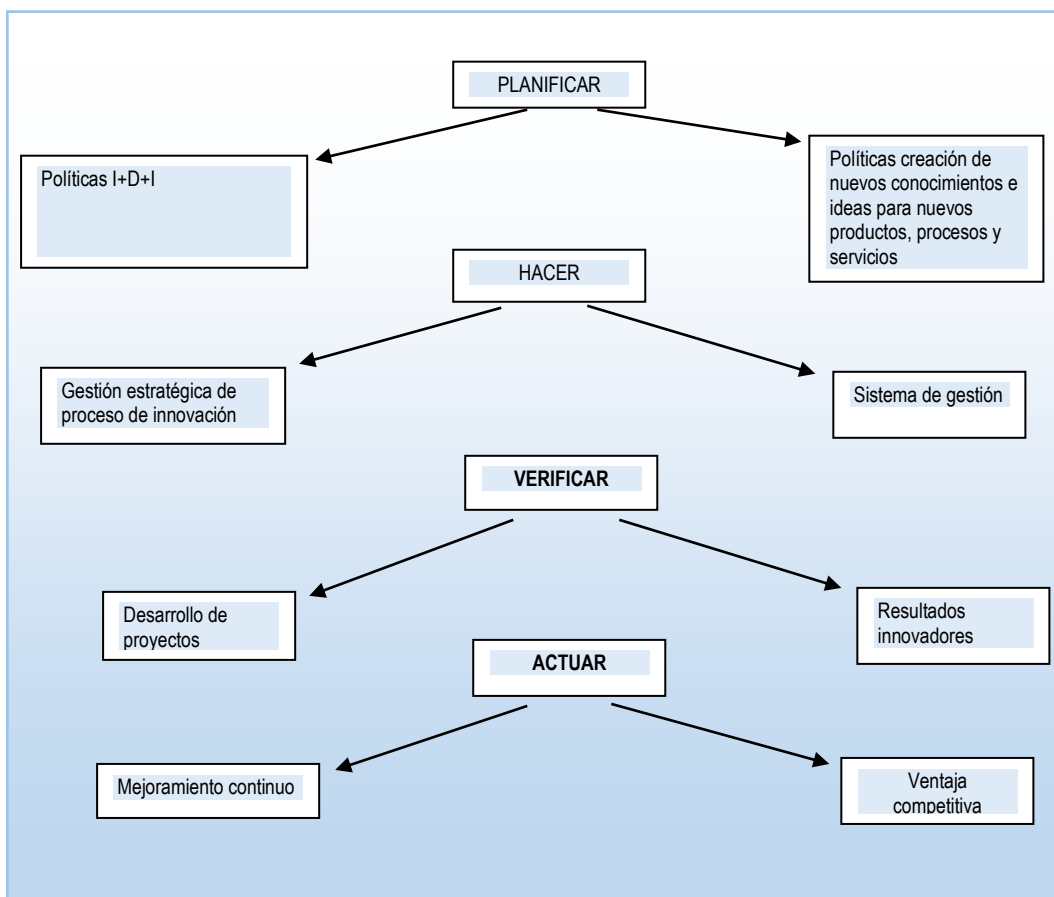 PLANIFICAR
Políticas I+D+I
Políticas creación de
nuevos conocimientos e
ideas para nuevos
productos, procesos y
servicios
HACER
Gestión estratégica de
proceso de innovación
Sistema de gestión
VERIFICAR
Desarrollo de
proyectos
Resultados
innovadores
ACTUAR
Mejoramiento continuo
Ventaja
competitiva